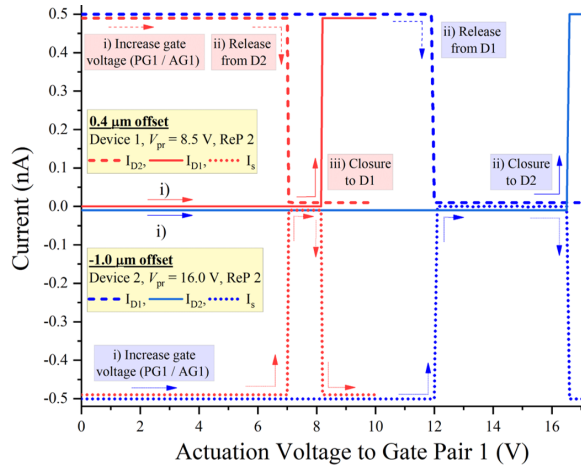 0.5
0.4
0.3
0.2
0.1
0.0
-0.1
-0.2
-0.3
-0.4
-0.5
Current (nA)
i) Increase gate
voltage (PG1 / AG1)
ii) Release
from D2
ii) Release
from D1
0.4 μm offset
Device 1, Vpr = 8.5 V, ReP 2
ID2, ID1, Is
iii) Closure
to D1
ii) Closure
to D2
i)
i)
-1.0 μm offset
Device 2, Vpr = 16.0 V, ReP 2
ID1, ID2, Is
i) Increase gate
voltage (PG1 / AG1)
0 2 4 6 8 10 12 14 16
Actuation Voltage to Gate Pair 1 (V)